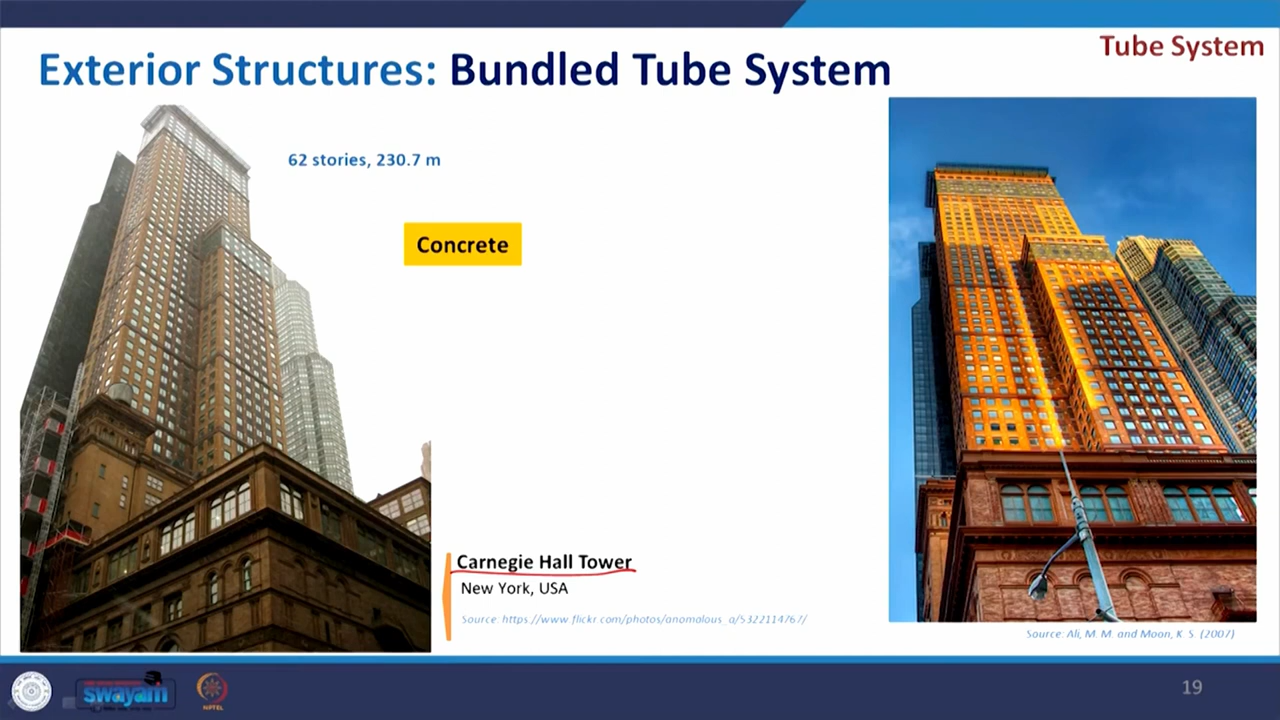 Tube System
Exterior Structures: Bundled Tube System
62 stories, 230.7 m
Concrete
Carnegie Hall Tower
New York, USA
Source: https://www.flickr.com/photos/anomalous_a/5322114767/
Source: Ali, M. M. and Moon, K. S. (2007)
swayam
NPTEL
19